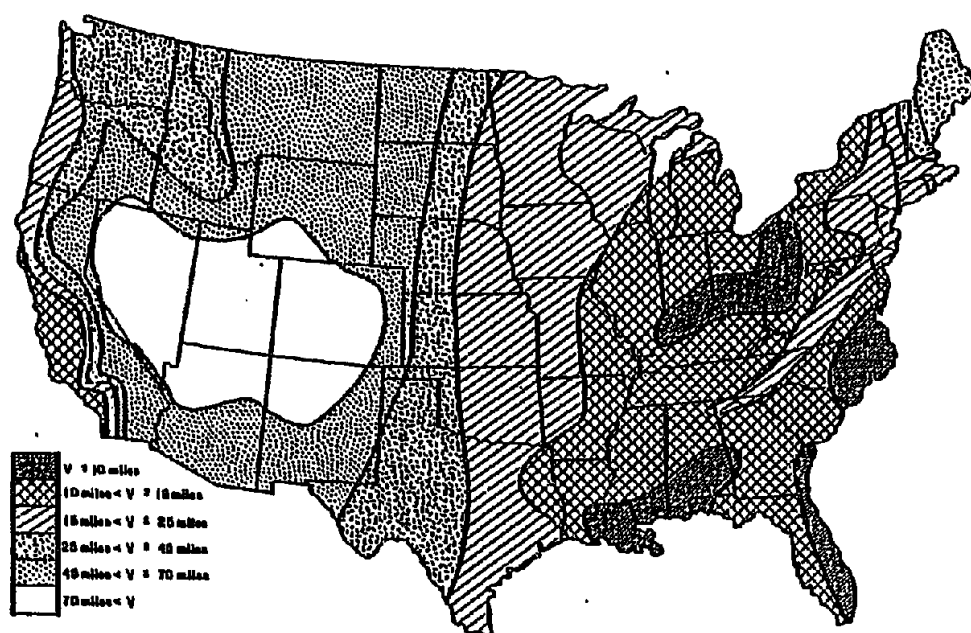 V ≤ 10 miles
10 miles < V ≤ 15 miles
15 miles < V ≤ 25 miles
25 miles < V ≤ 45 miles
45 miles < V ≤ 70 miles
70 miles < V